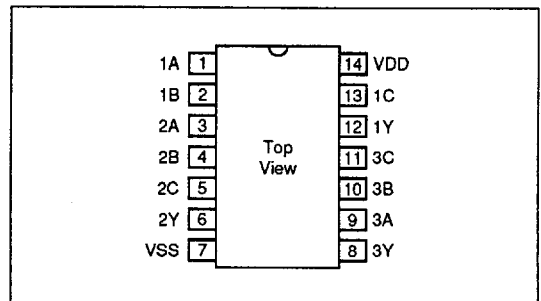 1A 1 14 VDD
1B 2 13 1C
2A 3 12 1Y
2B 4 11 3C
Top
View
2C 5 10 3B
2Y 6 9 3A
VSS 7 8 3Y